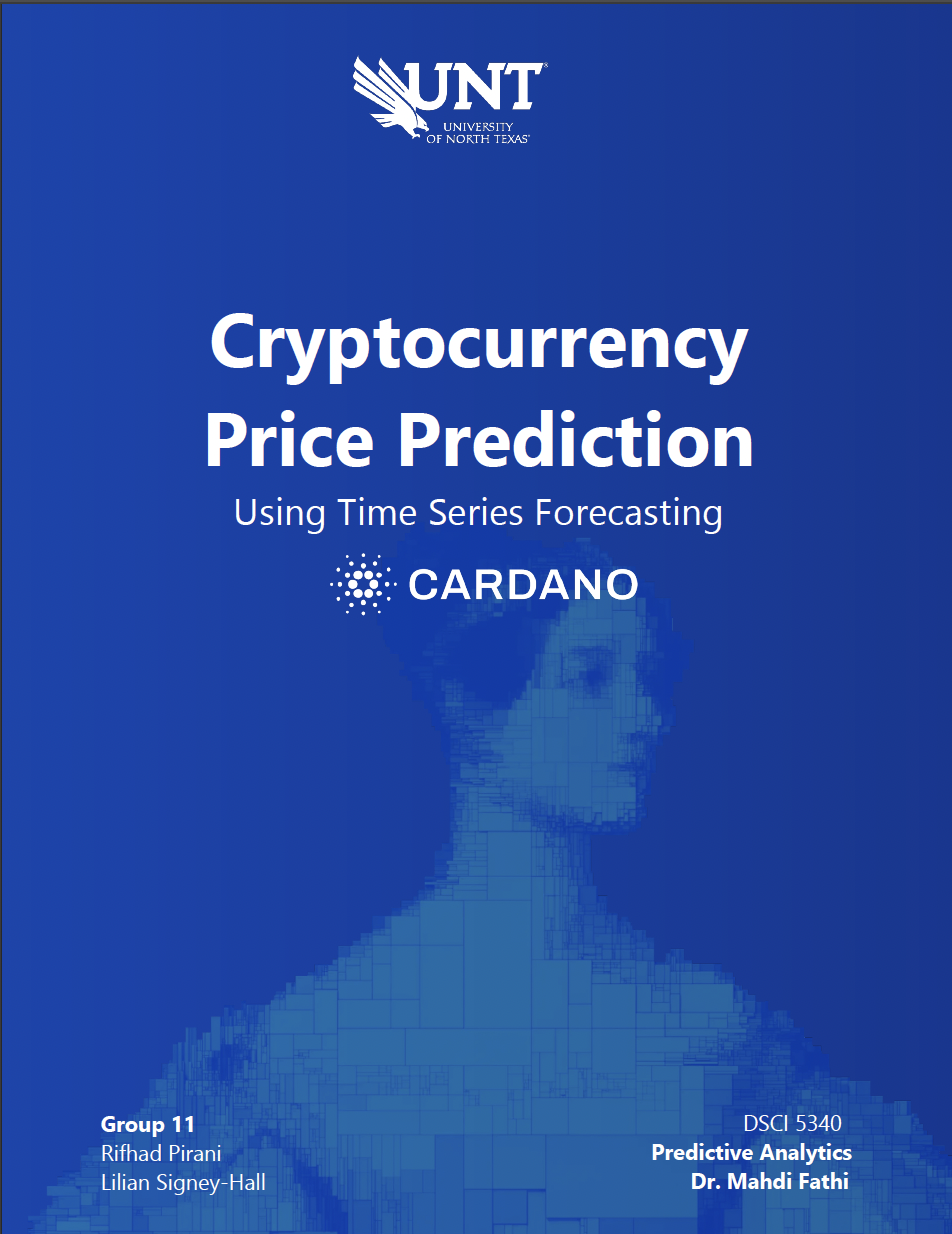 UNT®
UNIVERSITY
OF NORTH TEXAS®
Cryptocurrency
Price Prediction
Using Time Series Forecasting
CARDANO
Group 11
Rifhad Pirani
Lilian Signey-Hall
DSCI 5340
Predictive Analytics
Dr. Mahdi Fathi